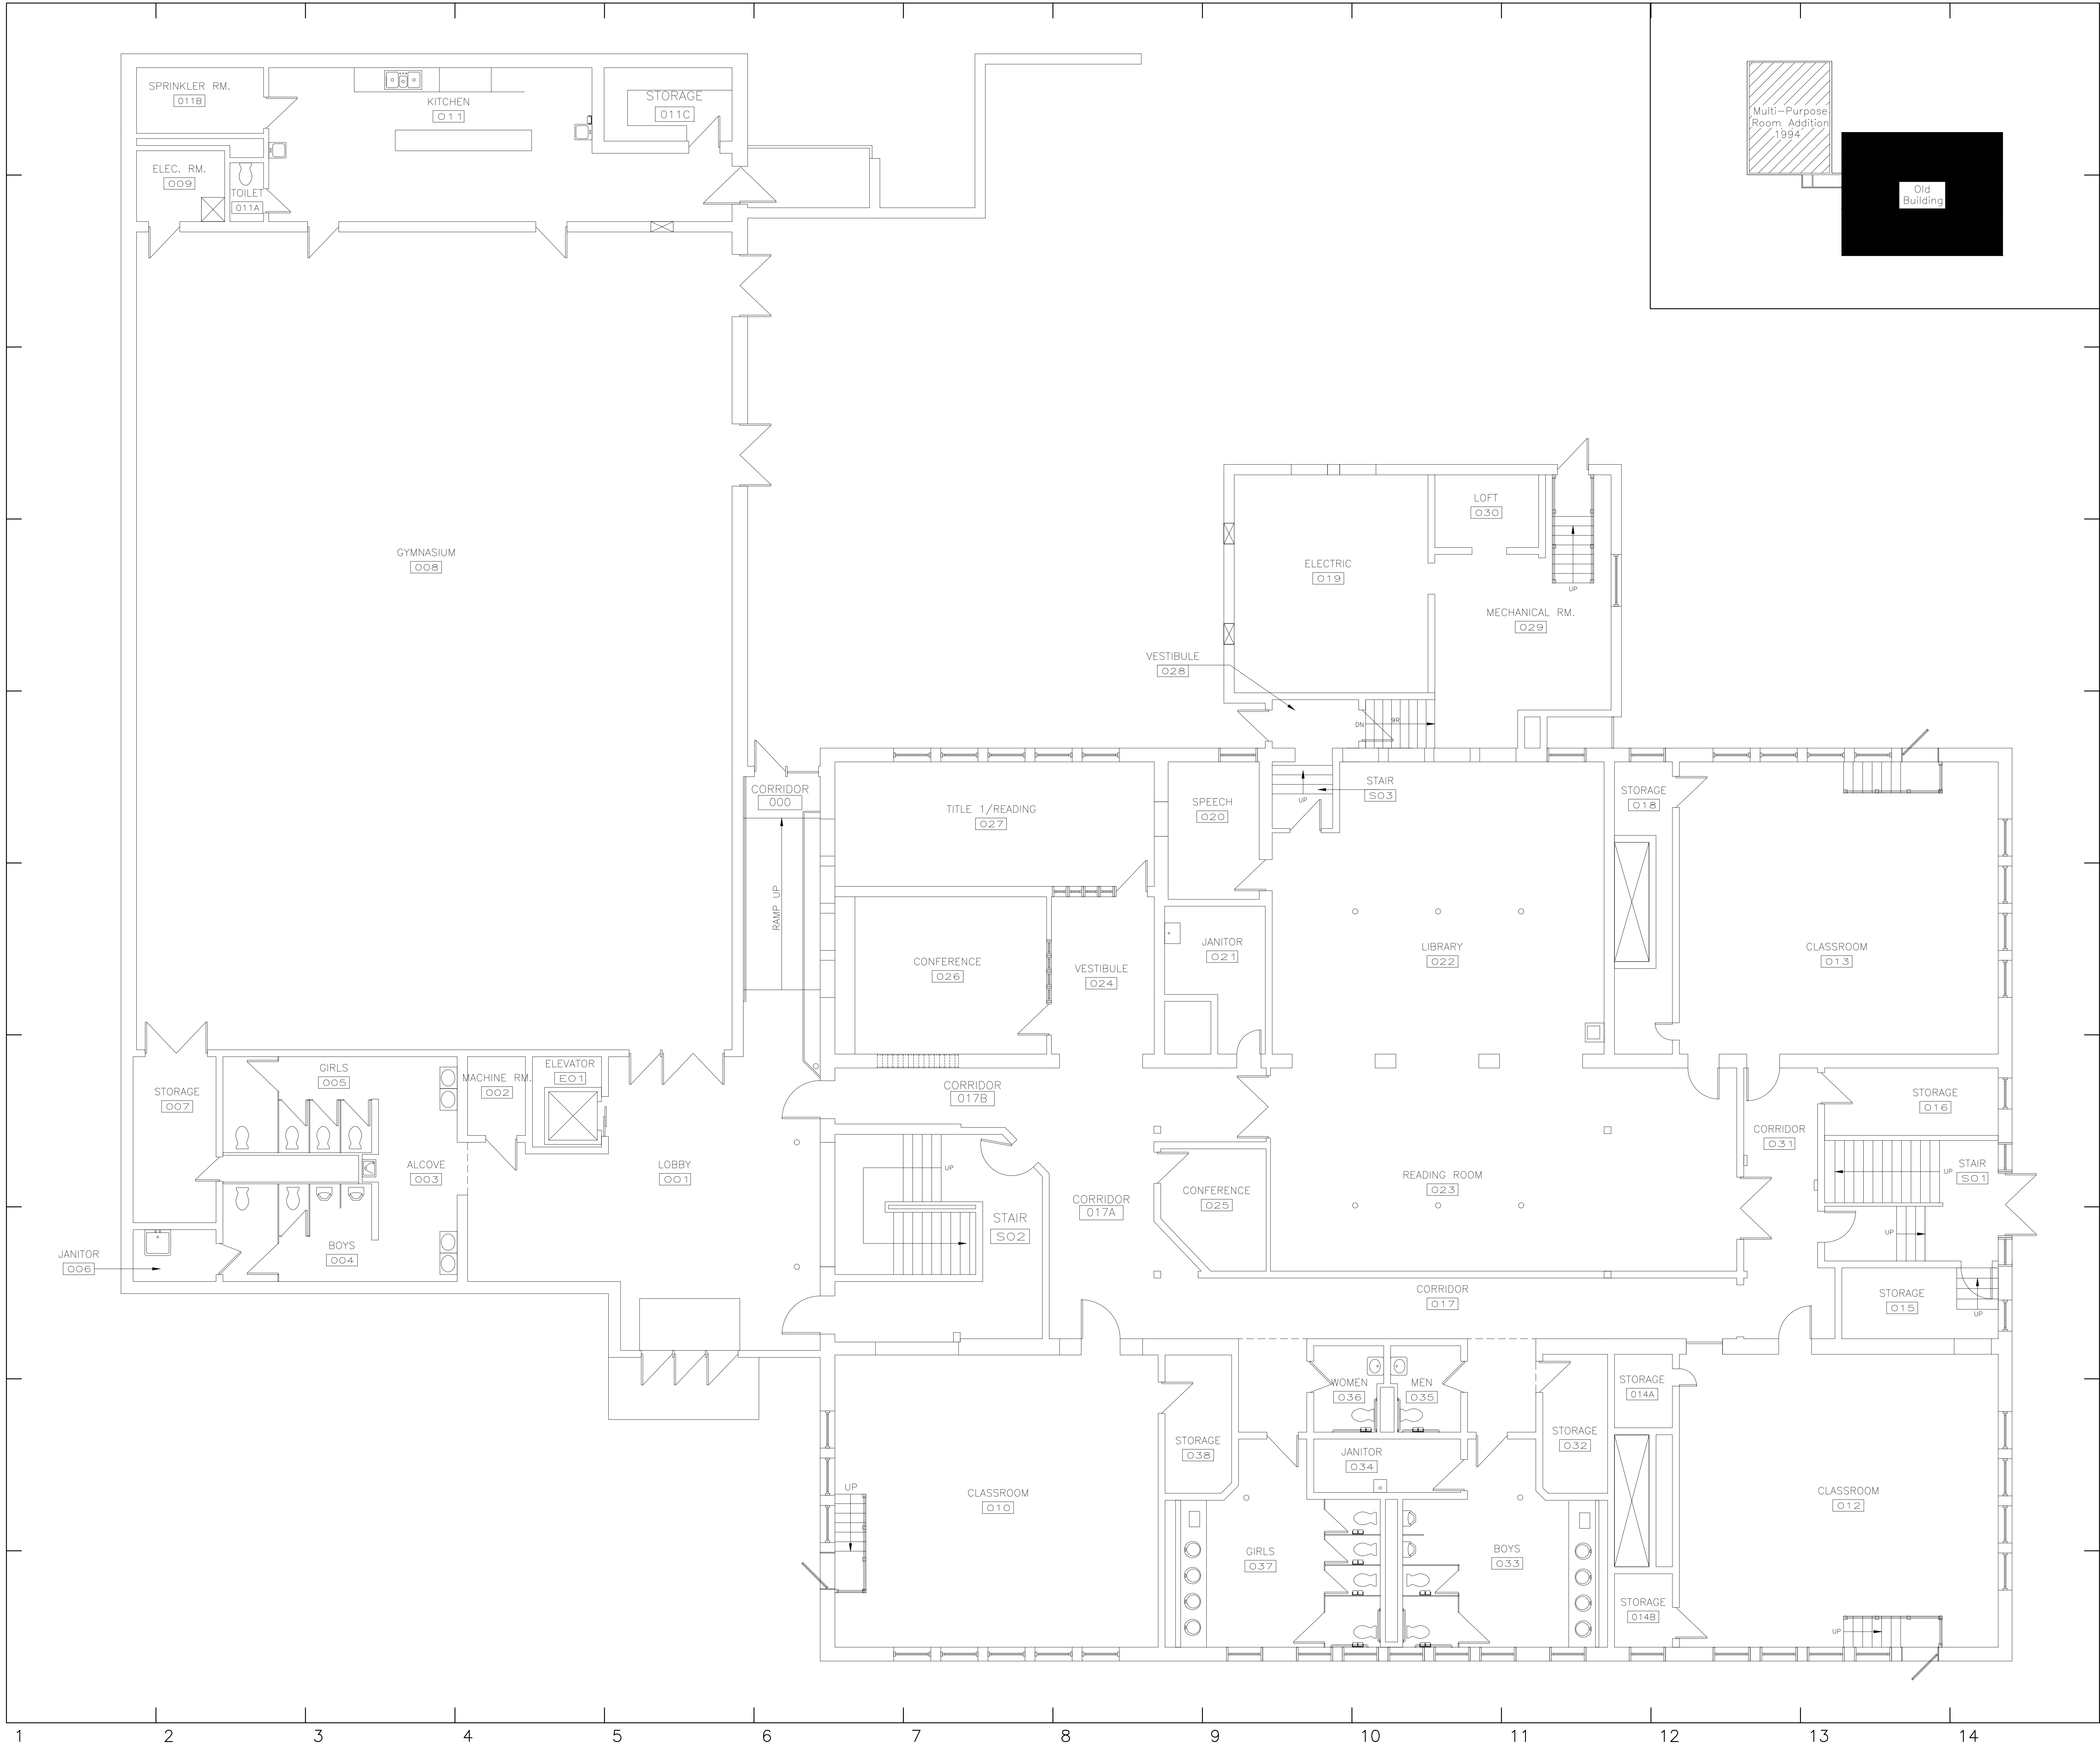 Multi-Purpose
Room Addition
1994
Old
Building
SPRINKLER RM.
011B
KITCHEN
011
STORAGE
011C
ELEC. RM.
009
TOILET
011A
GYMNASIUM
008
LOFT
030
ELECTRIC
019
UP
MECHANICAL RM.
029
VESTIBULE
028
DN
9R
CORRIDOR
000
TITLE 1/READING
027
SPEECH
020
UP
STAIR
S03
STORAGE
018
RAMP UP
CONFERENCE
026
VESTIBULE
024
JANITOR
021
LIBRARY
022
CLASSROOM
013
GIRLS
005
STORAGE
007
MACHINE RM.
002
ELEVATOR
E01
CORRIDOR
017B
STORAGE
016
CORRIDOR
031
ALCOVE
003
LOBBY
001
UP
CORRIDOR
017A
CONFERENCE
025
READING ROOM
023
UP
STAIR
S01
STAIR
S02
UP
BOYS
004
JANITOR
006
CORRIDOR
017
STORAGE
015
UP
WOMEN
036
MEN
035
STORAGE
014A
STORAGE
038
JANITOR
034
STORAGE
032
UP
CLASSROOM
010
CLASSROOM
012
GIRLS
037
BOYS
033
STORAGE
014B
UP
1 2 3 4 5 6 7 8 9 10 11 12 13 14